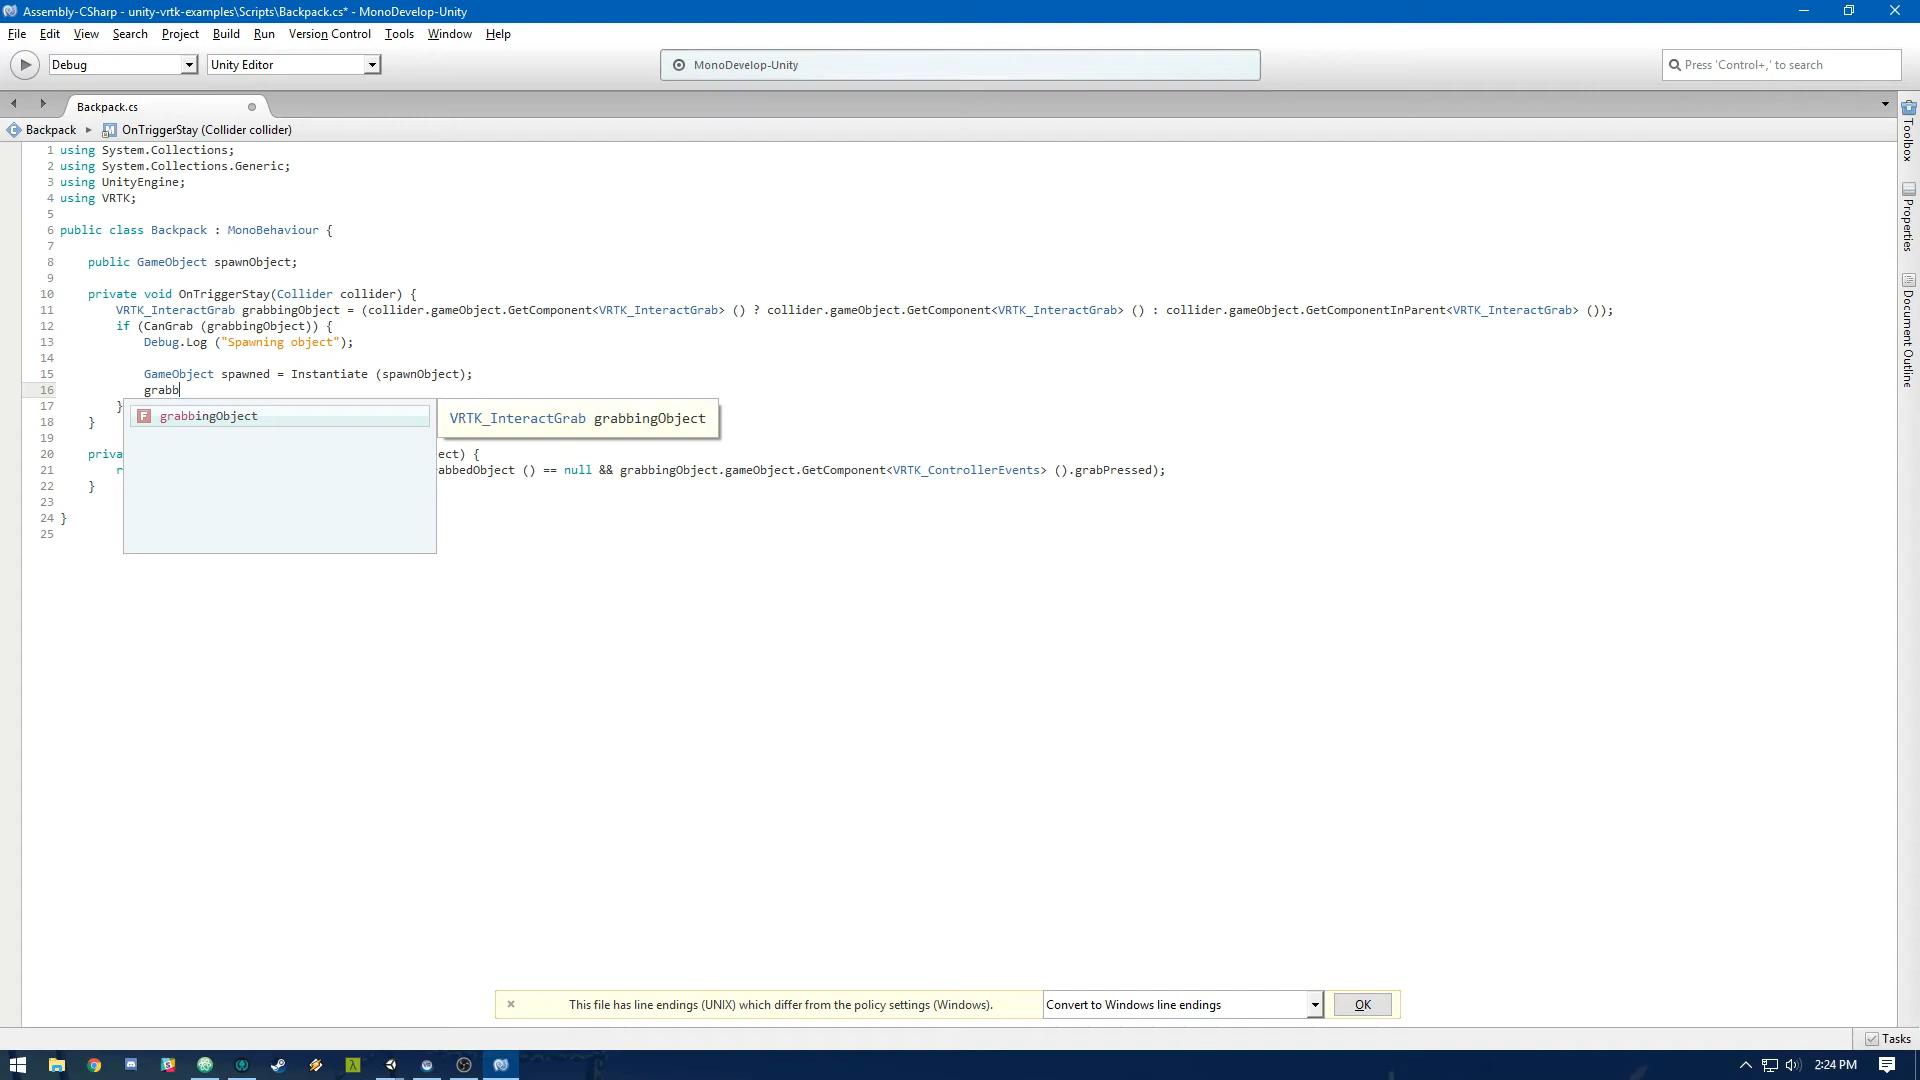 Assembly-CSharp - unity-vrtk-examples\Scripts\Backpack.cs* - MonoDevelop-Unity
File Edit View Search Project Build Run Version Control Tools Window Help
Debug Unity Editor MonoDevelop-Unity Press 'Control+,' to search
Backpack.cs
Backpack OnTriggerStay (Collider collider)
1 using System.Collections;
2 using System.Collections.Generic;
3 using UnityEngine;
4 using VRTK;
5
6 public class Backpack : MonoBehaviour {
7
8 public GameObject spawnObject;
9
10 private void OnTriggerStay(Collider collider) {
11 VRTK_InteractGrab grabbingObject = (collider.gameObject.GetComponent<VRTK_InteractGrab> () ? collider.gameObject.GetComponent<VRTK_InteractGrab> () : collider.gameObject.GetComponentInParent<VRTK_InteractGrab> ());
12 if (CanGrab (grabbingObject)) {
13 Debug.Log ("Spawning object");
14
15 GameObject spawned = Instantiate (spawnObject);
16 grabb
17 }
F grabbingObject
VRTK_InteractGrab grabbingObject
18 }
19
20 priva ect) {
21 r abbedObject () == null && grabbingObject.gameObject.GetComponent<VRTK_ControllerEvents> ().grabPressed);
22 }
23
24 }
25
Toolbox
Properties
Document Outline
This file has line endings (UNIX) which differ from the policy settings (Windows). Convert to Windows line endings OK
Tasks
2:24 PM